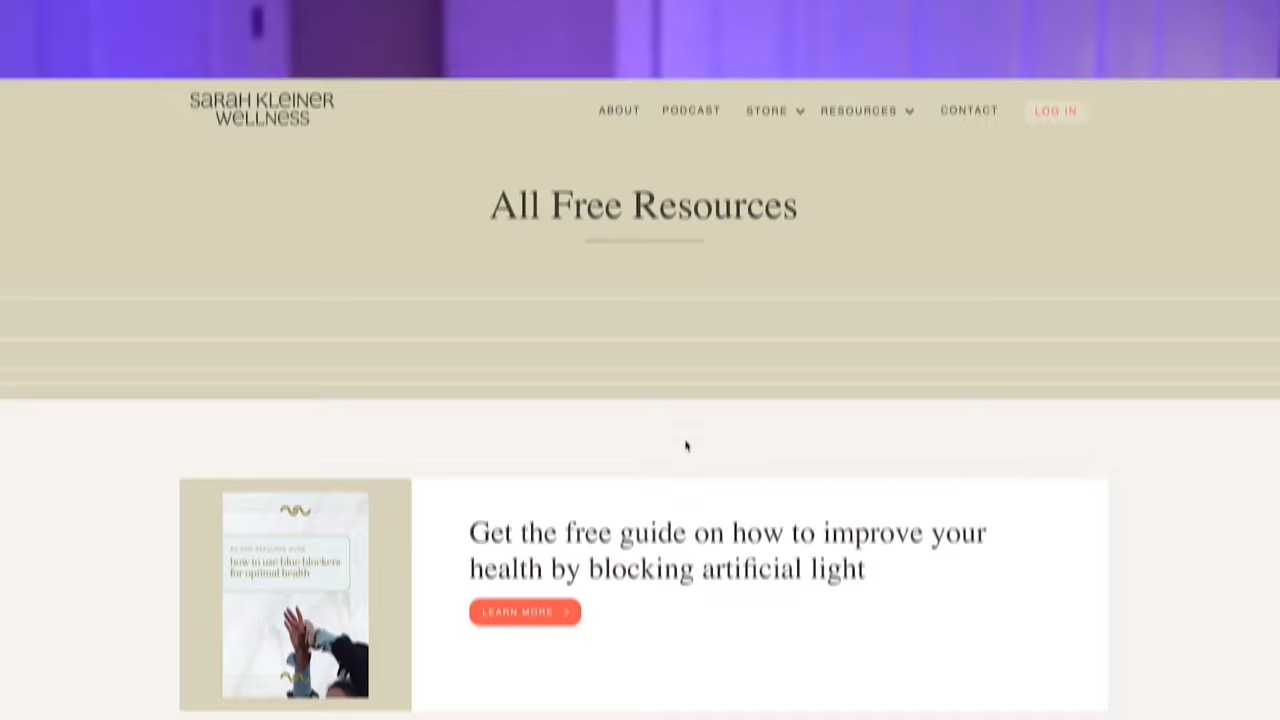 SARAH KLEINER
WELLNESS
ABOUT PODCAST STORE RESOURCES CONTACT LOG IN
All Free Resources
how to use blue blockers
for optimal health
Get the free guide on how to improve your
health by blocking artificial light
LEARN MORE